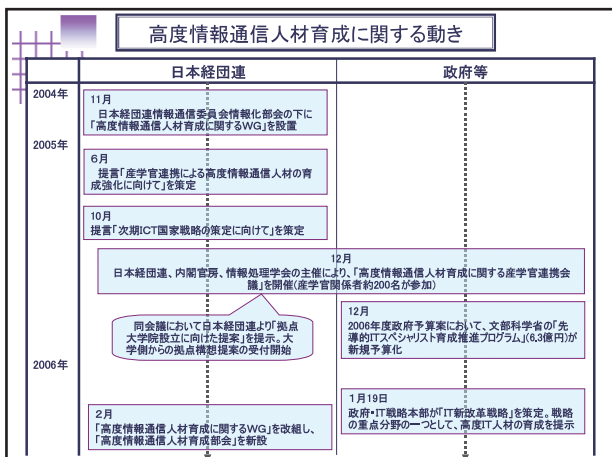 高度情報通信人材育成に関する動き
日本経団連
政府等
2004年
11月
日本経団連情報通信委員会情報化部会の下に
「高度情報通信人材育成に関するWG」を設置
2005年
6月
提言「産学官連携による高度情報通信人材の育
成強化に向けて」を策定
10月
提言「次期ICT国家戦略の策定に向けて」を策定
12月
日本経団連、内閣官房、情報処理学会の主催により、「高度情報通信人材育成に関する産学官連携会
議」を開催(産学官関係者約200名が参加)
同会議において日本経団連より「拠点
大学院設立に向けた提案」を提示。大
学側からの拠点構想提案の受付開始
12月
2006年度政府予算案において、文部科学省の「先
導的ITスペシャリスト育成推進プログラム」(6.3億円)が
新規予算化
2006年
1月19日
政府・IT戦略本部が「IT新改革戦略」を策定。戦略
の重点分野の一つとして、高度IT人材の育成を提示
2月
「高度情報通信人材育成に関するWG」を改組し、
「高度情報通信人材育成部会」を新設